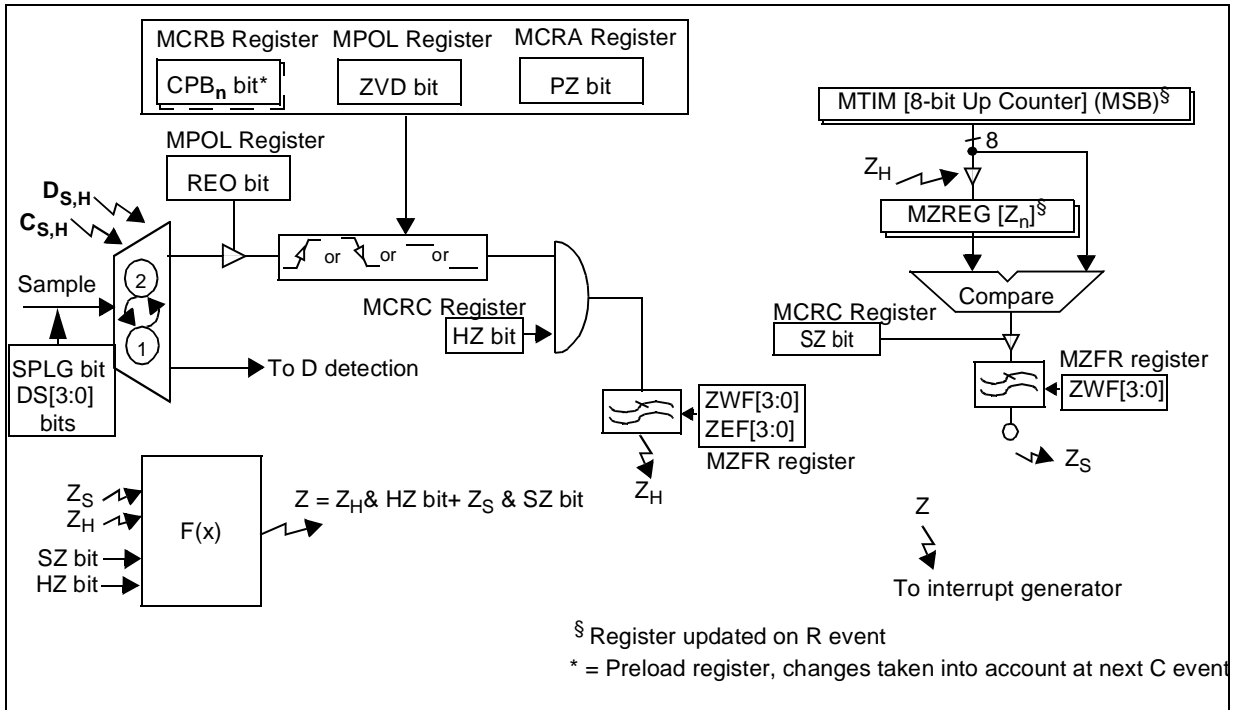 MCRB Register MPOL Register MCRA Register
CPBn bit* ZVD bit PZ bit
MTIM [8-bit Up Counter] (MSB)§
8
MPOL Register
REO bit
ZH
MZREG [Zn]§
DS,H
CS,H
or or or
2
Sample
1
Compare
MCRC Register
HZ bit
MCRC Register
SZ bit
To D detection
SPLG bit
DS[3:0]
bits
MZFR register
ZWF[3:0]
ZWF[3:0]
ZEF[3:0]
MZFR register
ZH
ZS
ZS
ZH
SZ bit
HZ bit
F(x)
Z = ZH& HZ bit+ ZS & SZ bit
Z
To interrupt generator
§ Register updated on R event
* = Preload register, changes taken into account at next C event